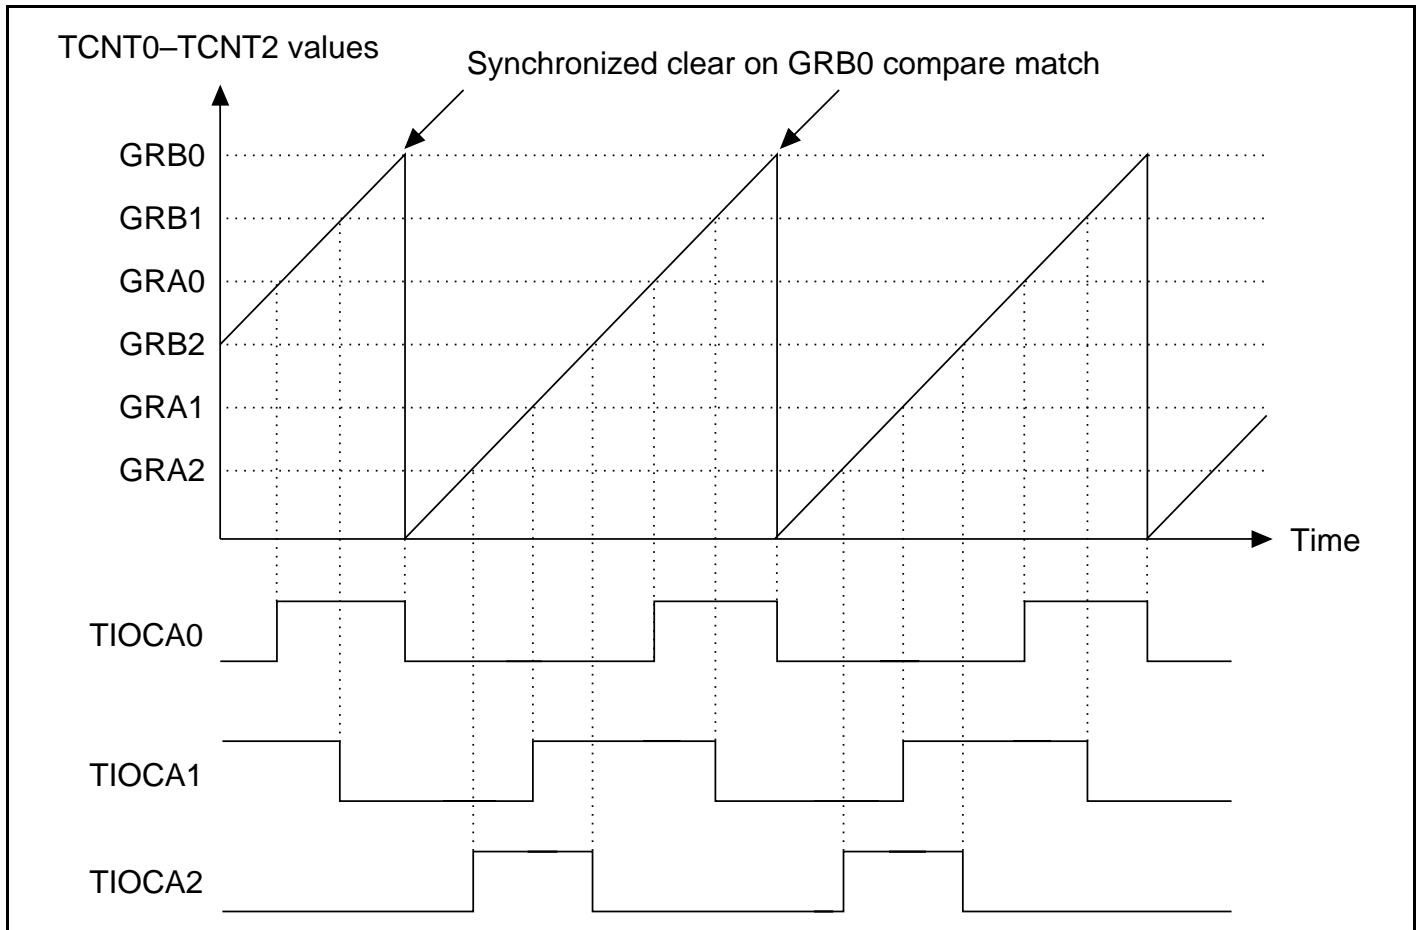 TCNT0–TCNT2 values
Synchronized clear on GRB0 compare match
GRB0
GRB1
GRA0
GRB2
GRA1
GRA2
Time
TIOCA0
TIOCA1
TIOCA2